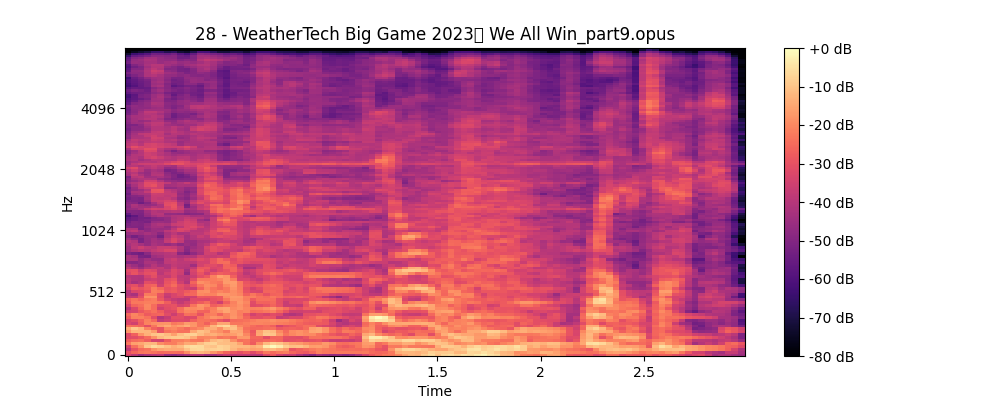 28 - WeatherTech Big Game 2023▯ We All Win_part9.opus
+0 dB
4096
-10 dB
-20 dB
2048
-30 dB
Hz
-40 dB
1024
-50 dB
512
-60 dB
-70 dB
0
-80 dB
0 0.5 1 1.5 2 2.5
Time